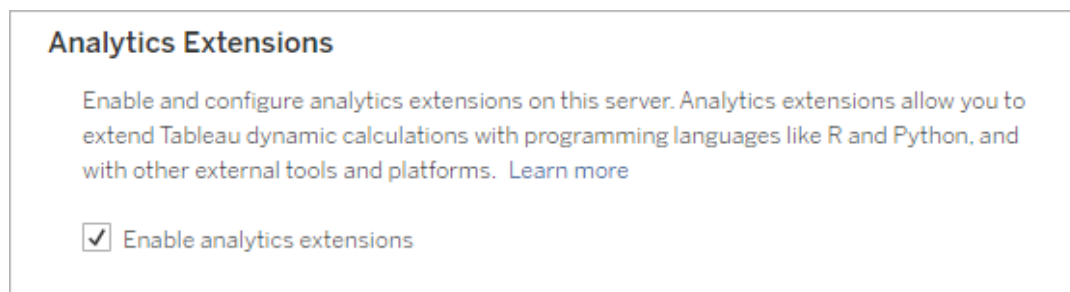 Analytics Extensions
Enable and configure analytics extensions on this server. Analytics extensions allow you to
extend Tableau dynamic calculations with programming languages like R and Python, and
with other external tools and platforms. Learn more
Enable analytics extensions